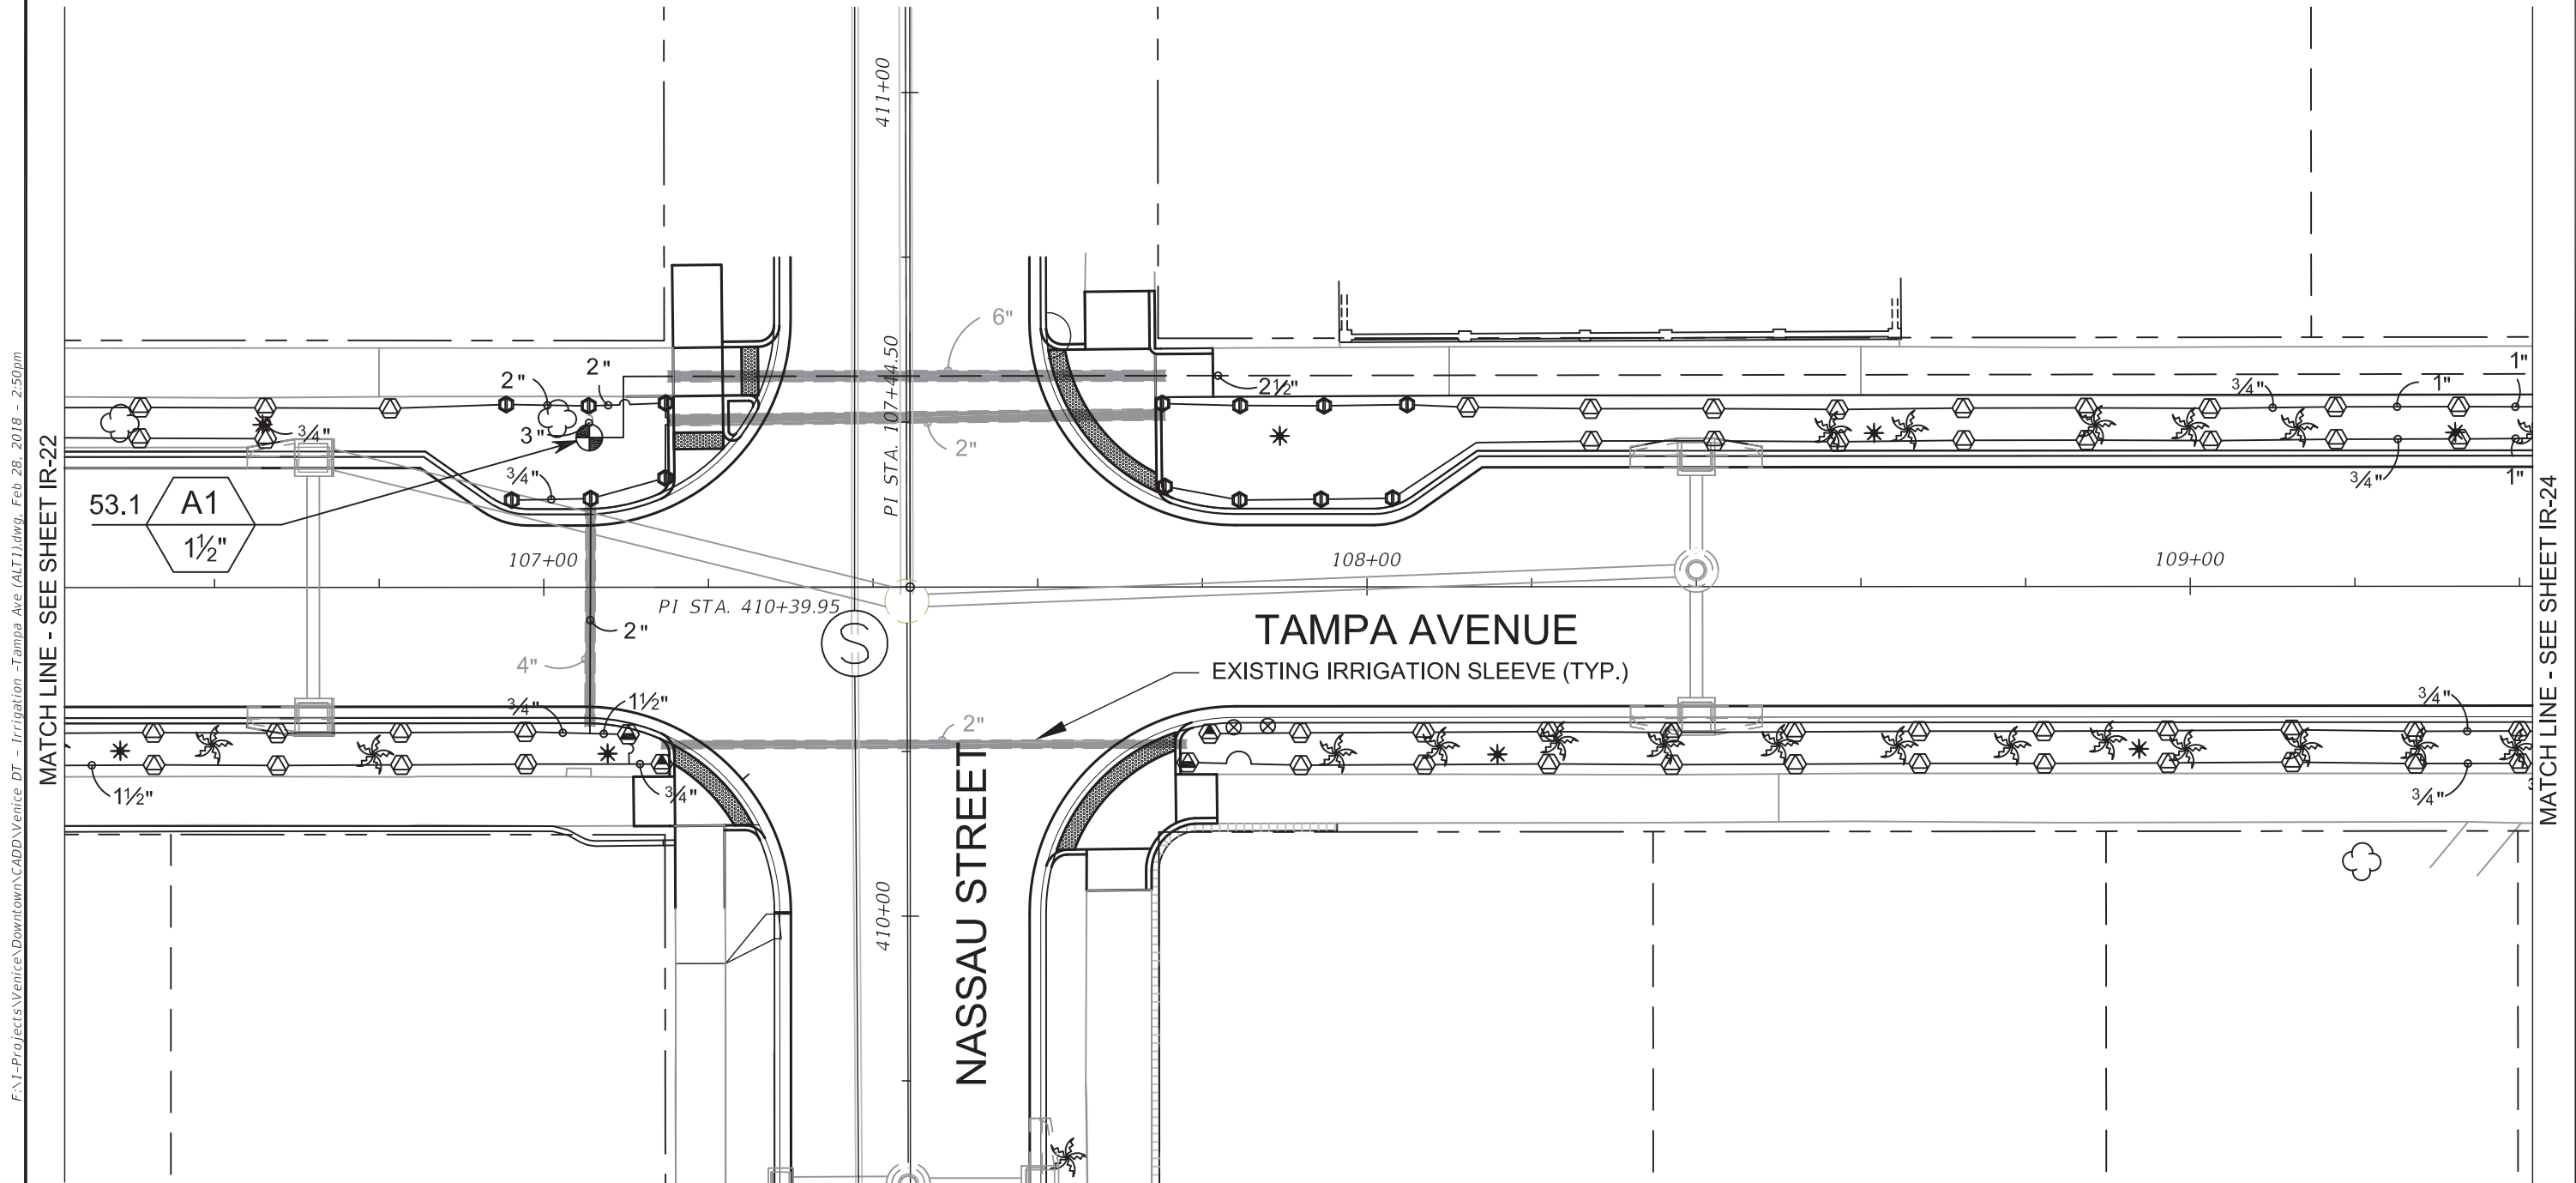 F:\1-Projects\Venice\Downtown\CADD\Venice DT - Irrigation -Tampa Ave (ALT1).dwg, Feb 28, 2018 - 2:50pm
MATCH LINE - SEE SHEET IR-22
411+00
6"
PI STA. 107+44.50
2"
2"
2½"
3/4"
1"
1"
3/4"
3"
2"
3/4"
3/4"
1"
53.1
A1
1½"
107+00
108+00
109+00
PI STA. 410+39.95
2"
4"
S
TAMPA AVENUE
EXISTING IRRIGATION SLEEVE (TYP.)
3/4"
1½"
2"
3/4"
1½"
3/4"
3/4"
NASSAU STREET
410+00
MATCH LINE - SEE SHEET IR-24